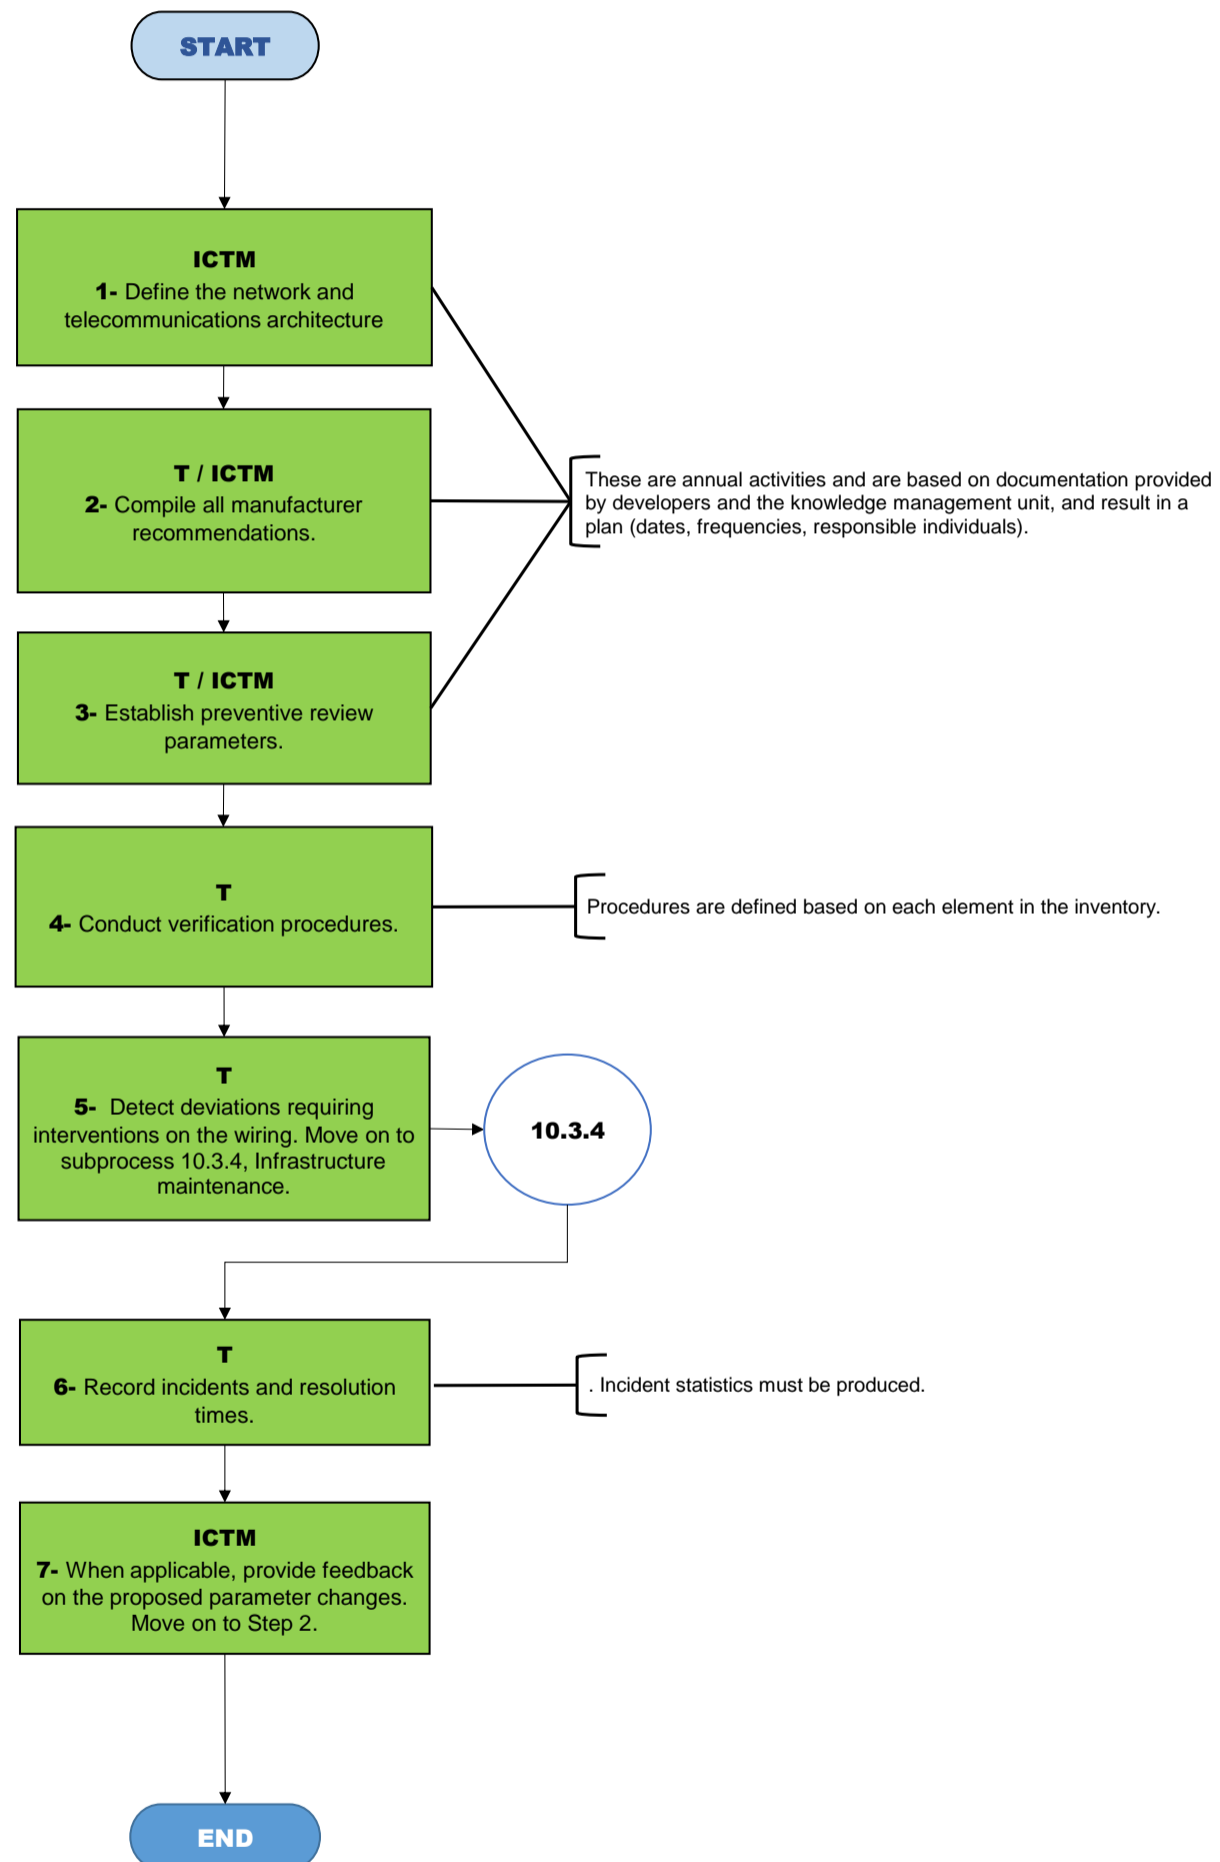 START
ICTM
1- Define the network and
telecommunications architecture
T / ICTM
2- Compile all manufacturer
recommendations.
These are annual activities and are based on documentation provided
by developers and the knowledge management unit, and result in a
plan (dates, frequencies, responsible individuals).
T / ICTM
3- Establish preventive review
parameters.
T
4- Conduct verification procedures.
Procedures are defined based on each element in the inventory.
T
5- Detect deviations requiring
interventions on the wiring. Move on to
subprocess 10.3.4, Infrastructure
maintenance.
10.3.4
T
6- Record incidents and resolution
times.
. Incident statistics must be produced.
ICTM
7- When applicable, provide feedback
on the proposed parameter changes.
Move on to Step 2.
END